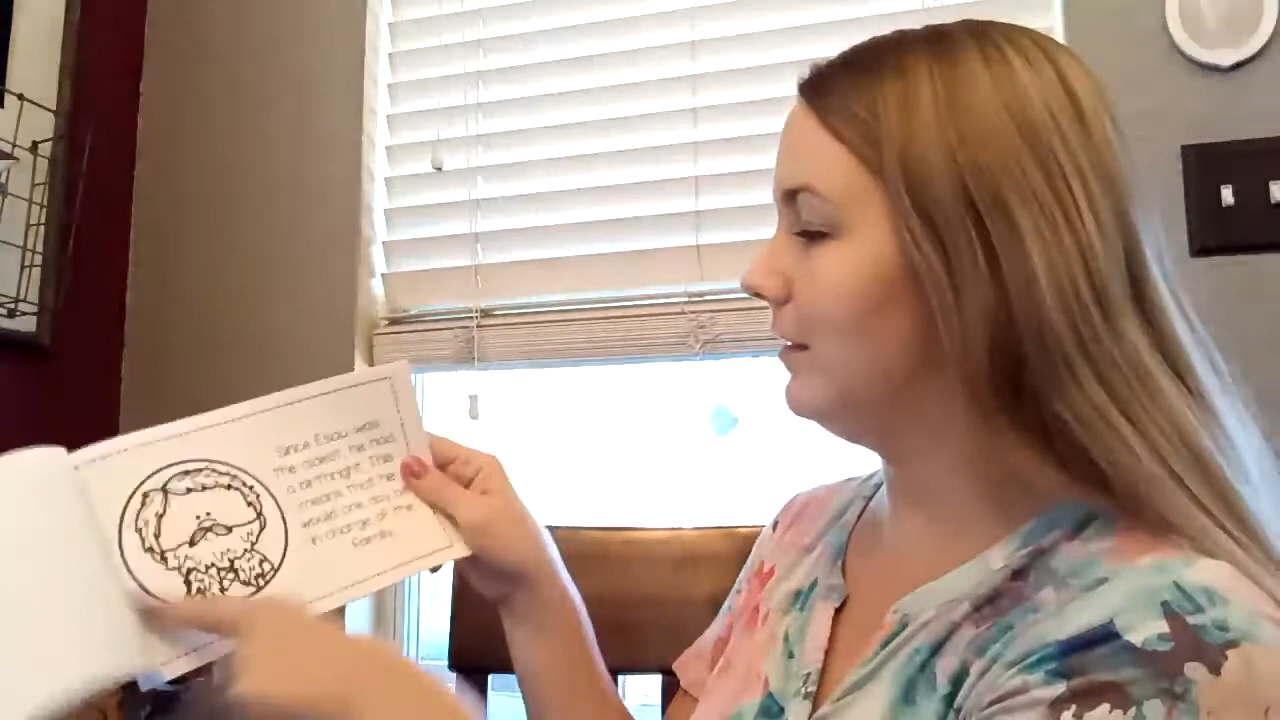 Since Esau was
the oldest, he had
a birthright. This
means that he
would one day be
in charge of the
family.